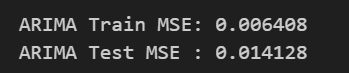 ARIMA Train MSE: 0.006408
ARIMA Test MSE : 0.014128